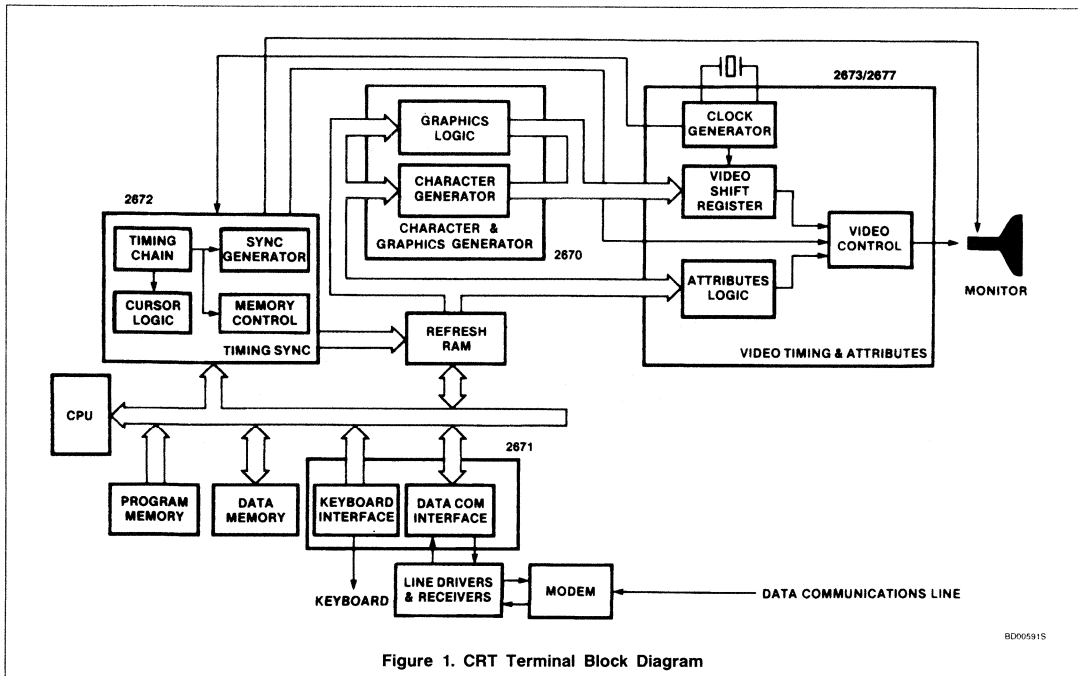 2673/2677
CLOCK
GENERATOR
GRAPHICS
LOGIC
CHARACTER
GENERATOR
CHARACTER &
GRAPHICS GENERATOR
2670
VIDEO
SHIFT
REGISTER
VIDEO
CONTROL
ATTRIBUTES
LOGIC
VIDEO TIMING & ATTRIBUTES
MONITOR
2672
TIMING
CHAIN
SYNC
GENERATOR
CURSOR
LOGIC
MEMORY
CONTROL
TIMING SYNC
REFRESH
RAM
CPU
2671
PROGRAM
MEMORY
DATA
MEMORY
KEYBOARD
INTERFACE
DATA COM
INTERFACE
KEYBOARD
LINE DRIVERS
& RECEIVERS
MODEM
DATA COMMUNICATIONS LINE
BD00591S
Figure 1. CRT Terminal Block Diagram